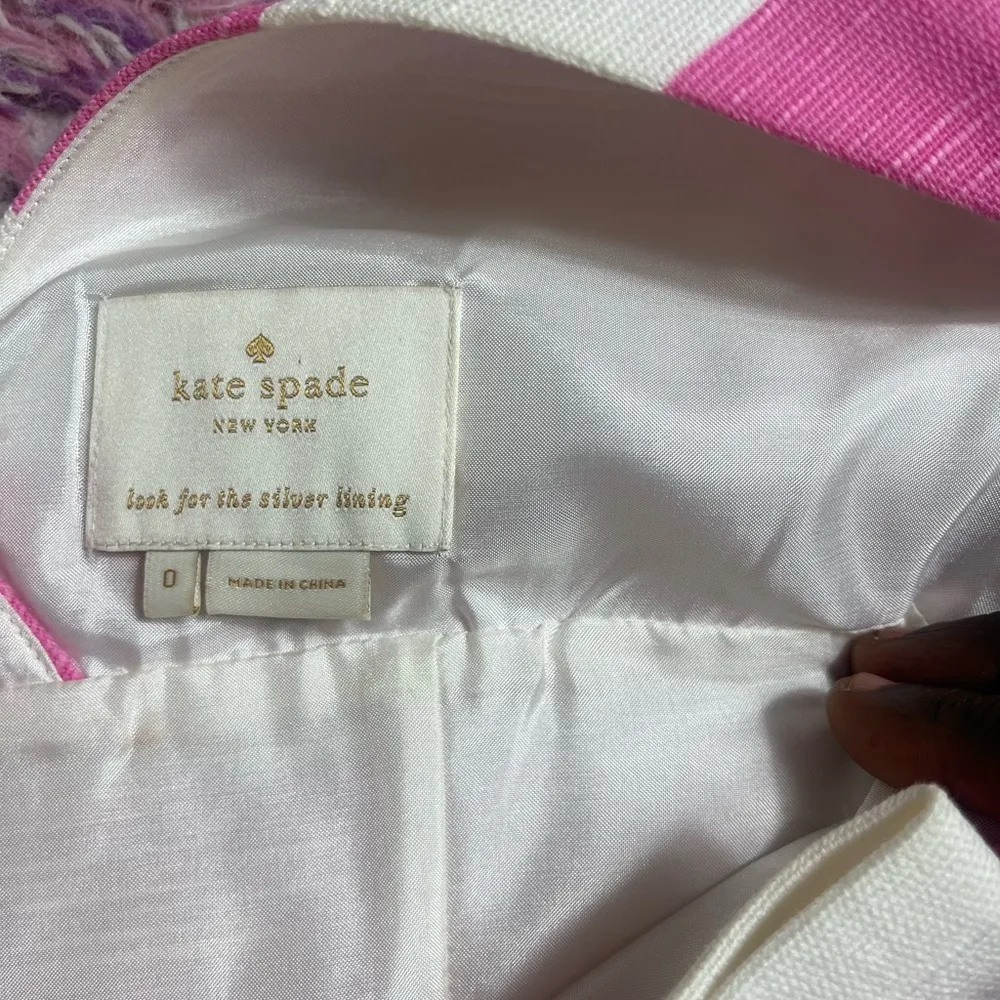 kate spade
NEW YORK
look for the silver lining
0
MADE IN CHINA